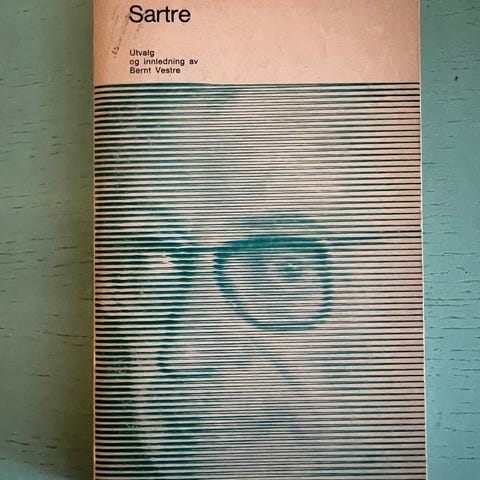 Sartre
Utvalg
og innledning av
Bernt Vestre